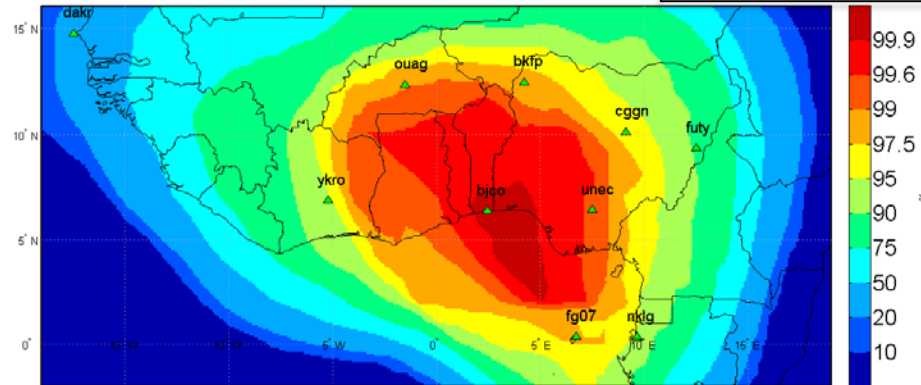 dakr
15° N
99.9
ouag
bkfp
99.6
cggn
99
10° N
futy
97.5
ykro
95
bjco
unec
90
5° N
75
50
fg07
nklg
20
0°
10
5° W
0°
5° E
10° E
15° E